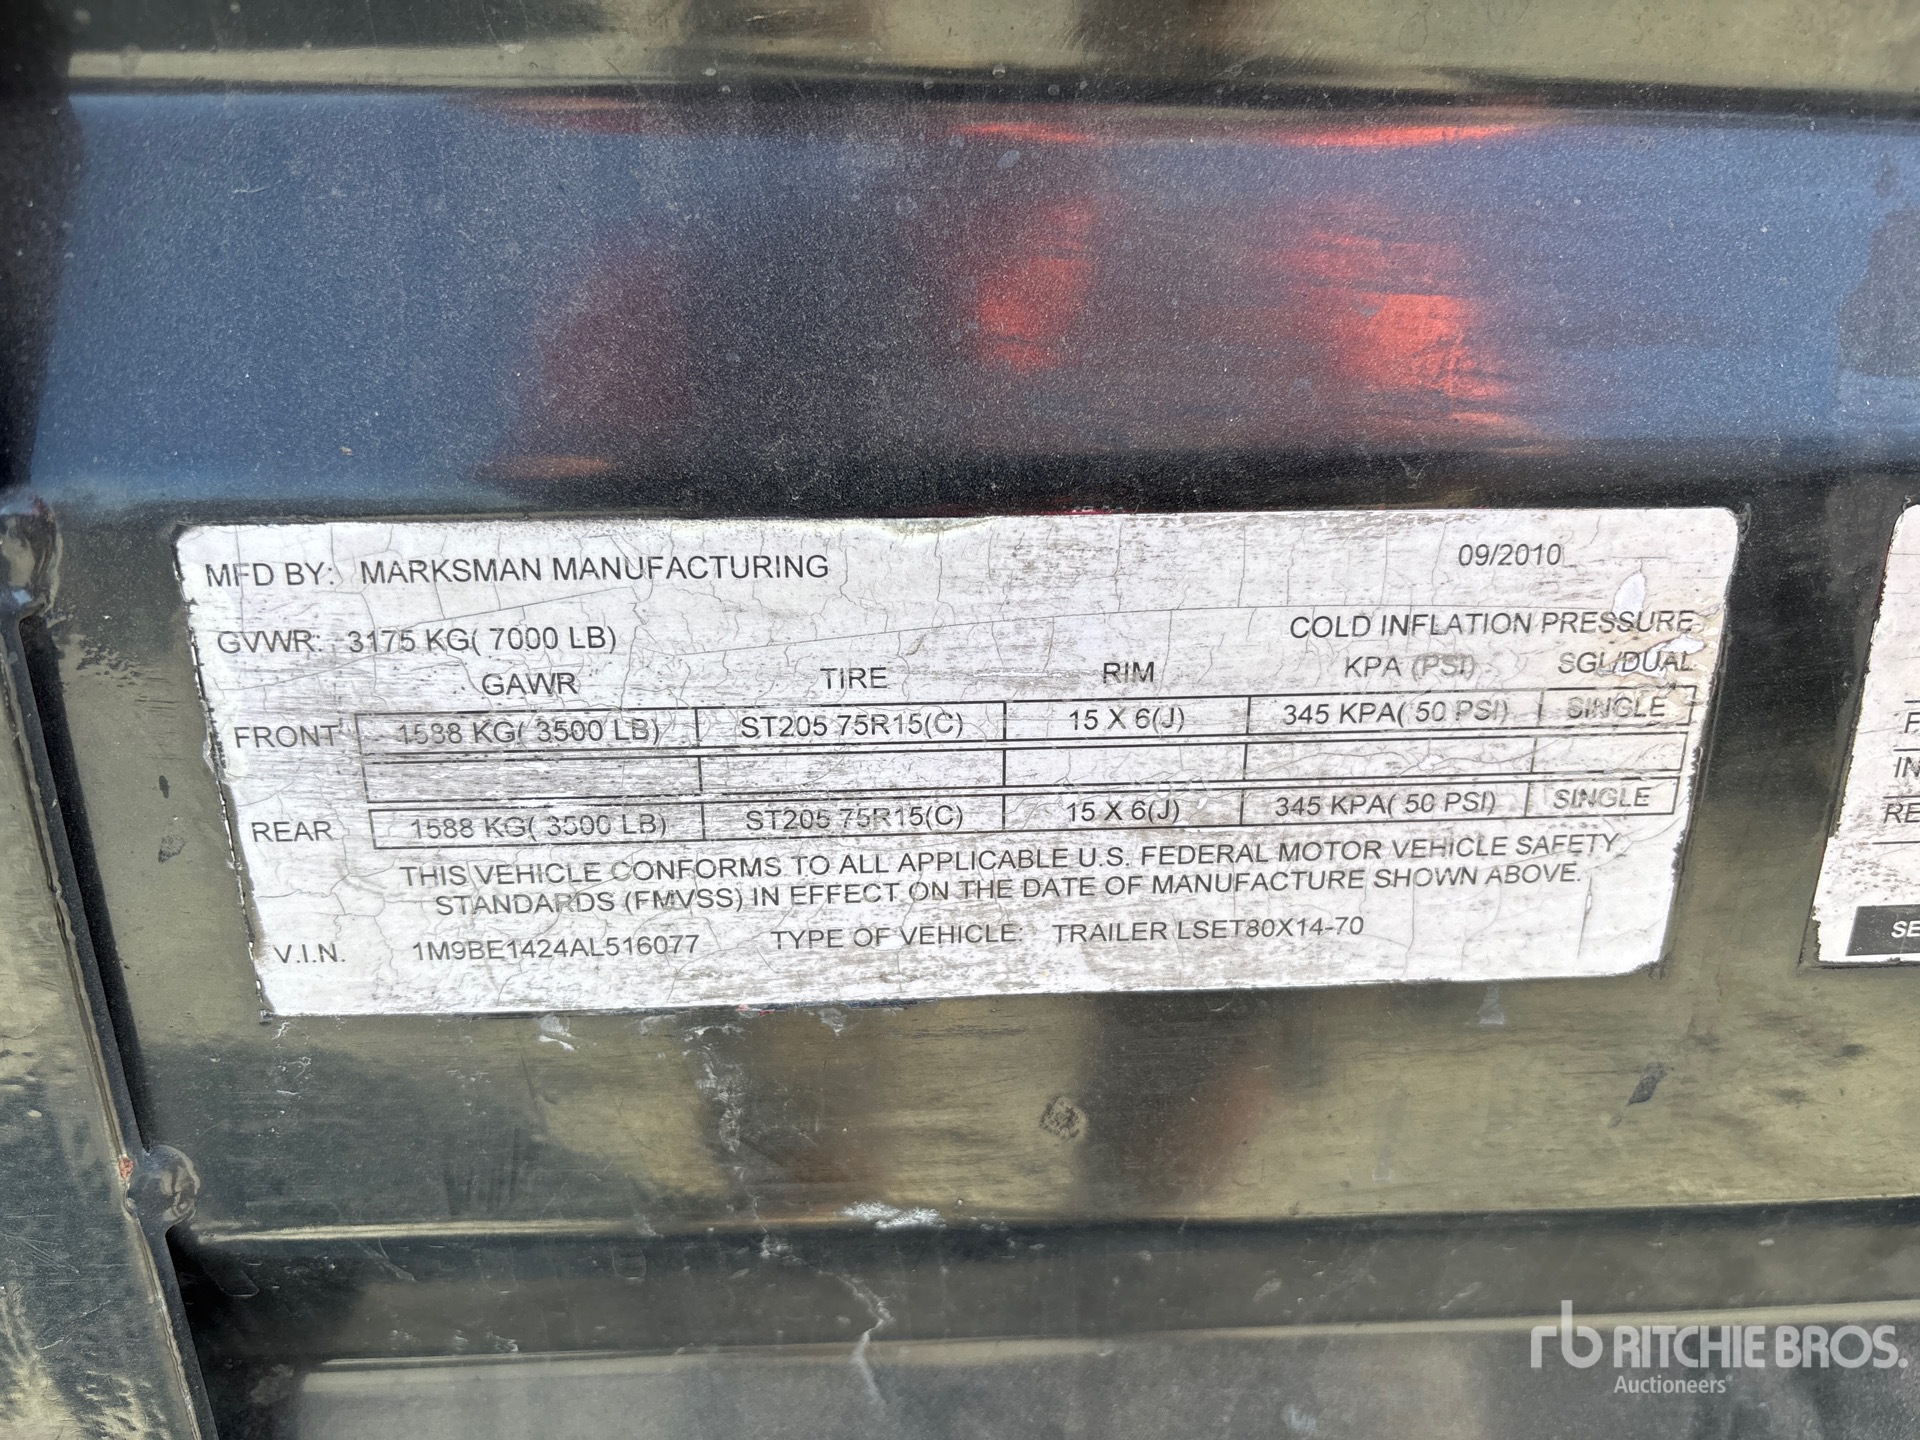 MFD BY: MARKSMAN MANUFACTURING 09/2010
GVWR: 3175 KG( 7000 LB) COLD INFLATION PRESSURE
GAWR TIRE RIM KPA (PSI) SGL/DUAL
FRONT 1588 KG( 3500 LB) ST205 75R15(C) 15 X 6(J) 345 KPA( 50 PSI) SINGLE
REAR 1588 KG( 3500 LB) ST205 75R15(C) 15 X 6(J) 345 KPA( 50 PSI) SINGLE
THIS VEHICLE CONFORMS TO ALL APPLICABLE U.S. FEDERAL MOTOR VEHICLE SAFETY
STANDARDS (FMVSS) IN EFFECT ON THE DATE OF MANUFACTURE SHOWN ABOVE.
V.I.N. 1M9BE1424AL516077 TYPE OF VEHICLE: TRAILER LSET80X14-70
F
IN
RE
SE
rb RITCHIE BROS.
Auctioneers